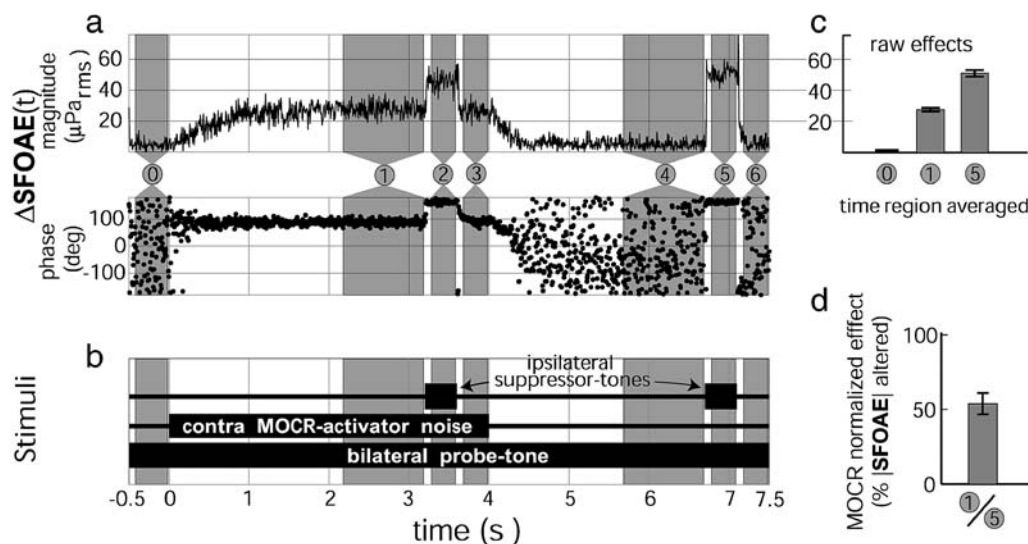 a
ΔSFOAE(t)
magnitude
(µPa rms)
60
40
20
0
1
2
3
4
5
6
phase
(deg)
100
0
-100
b
Stimuli
ipsilateral
suppressor-tones
contra MOCR-activator noise
bilateral probe-tone
-0.5 0 1 2 3 4 5 6 7 7.5
time (s)
c
raw effects
60
40
20
0 1 5
time region averaged
d
MOCR normalized efffect
(% |SFOAE| altered)
100
50
0
1/5